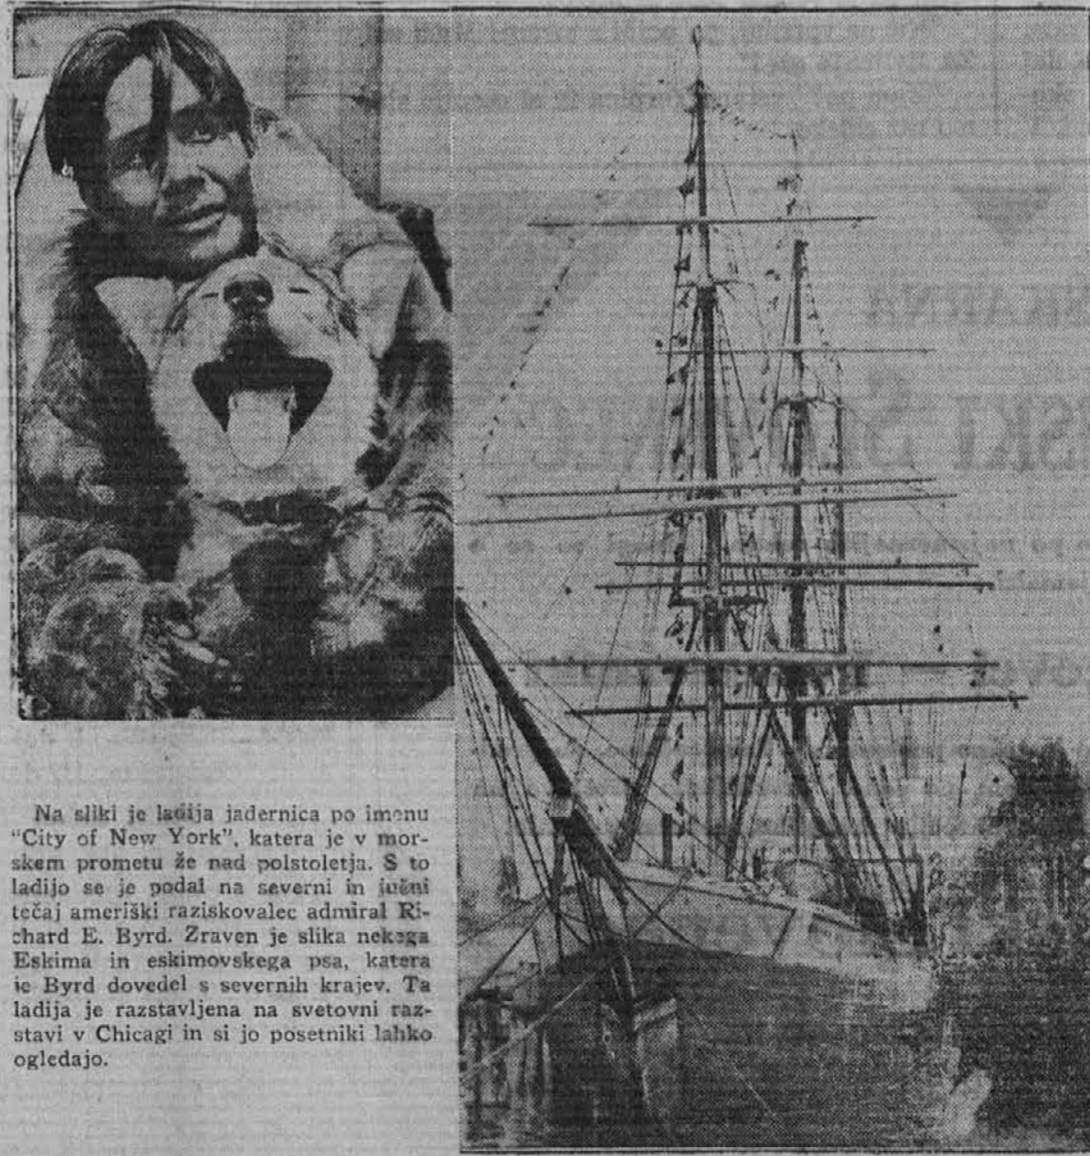 Na sliki je ladija jadernica po imenu
"City of New York", katera je v mor-
skem prometu že nad polstoletja. S to
ladijo se je podal na severni in južni
tečaj ameriški raziskovalec admiral Ri-
chard E. Byrd. Zraven je slika nekega
Eskima in eskimovskega psa, katera
je Byrd dovedel s severnih krajev. Ta
ladija je razstavljena na svetovni raz-
stavi v Chicagi in si jo posetniki lahko
ogledajo.